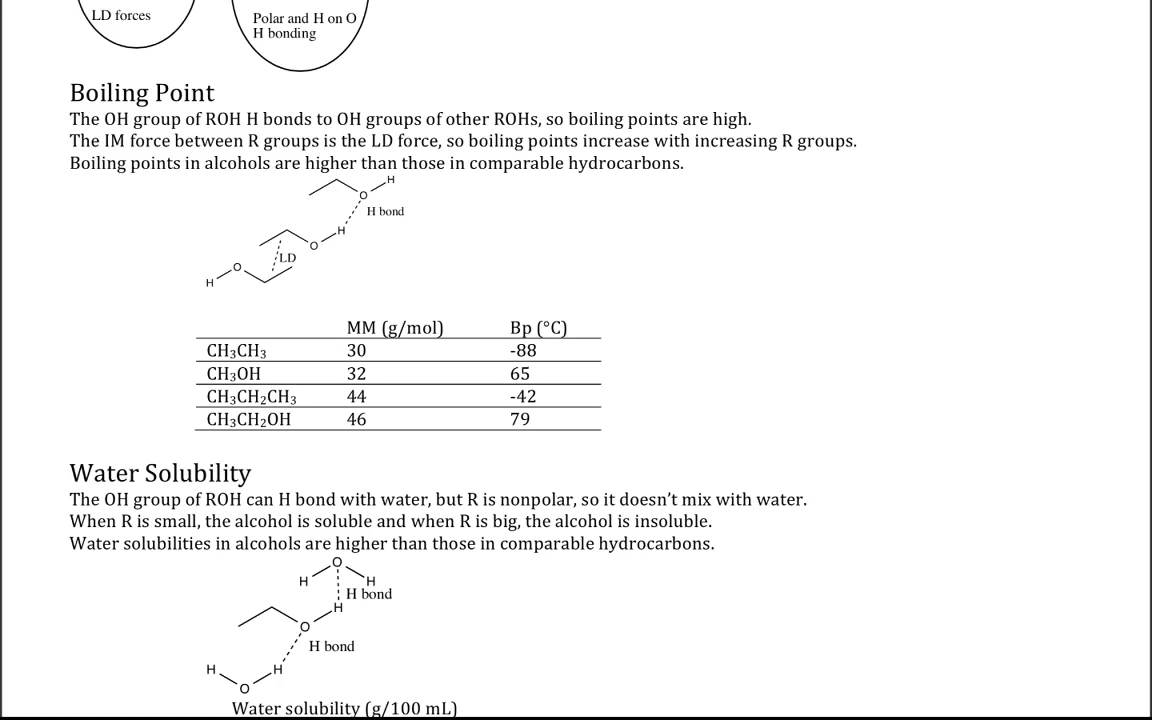 LD forces
Polar and H on O
H bonding
Boiling Point
The OH group of ROH H bonds to OH groups of other ROHs, so boiling points are high.
The IM force between R groups is the LD force, so boiling points increase with increasing R groups.
Boiling points in alcohols are higher than those in comparable hydrocarbons.
H
O
H bond
H
O
LD
O
H
MM (g/mol) Bp (°C)
CH₃CH₃ 30 -88
CH₃OH 32 65
CH₃CH₂CH₃ 44 -42
CH₃CH₂OH 46 79
Water Solubility
The OH group of ROH can H bond with water, but R is nonpolar, so it doesn't mix with water.
When R is small, the alcohol is soluble and when R is big, the alcohol is insoluble.
Water solubilities in alcohols are higher than those in comparable hydrocarbons.
O
H H
H bond
H
O
H bond
H H
O
Water solubility (g/100 mL)